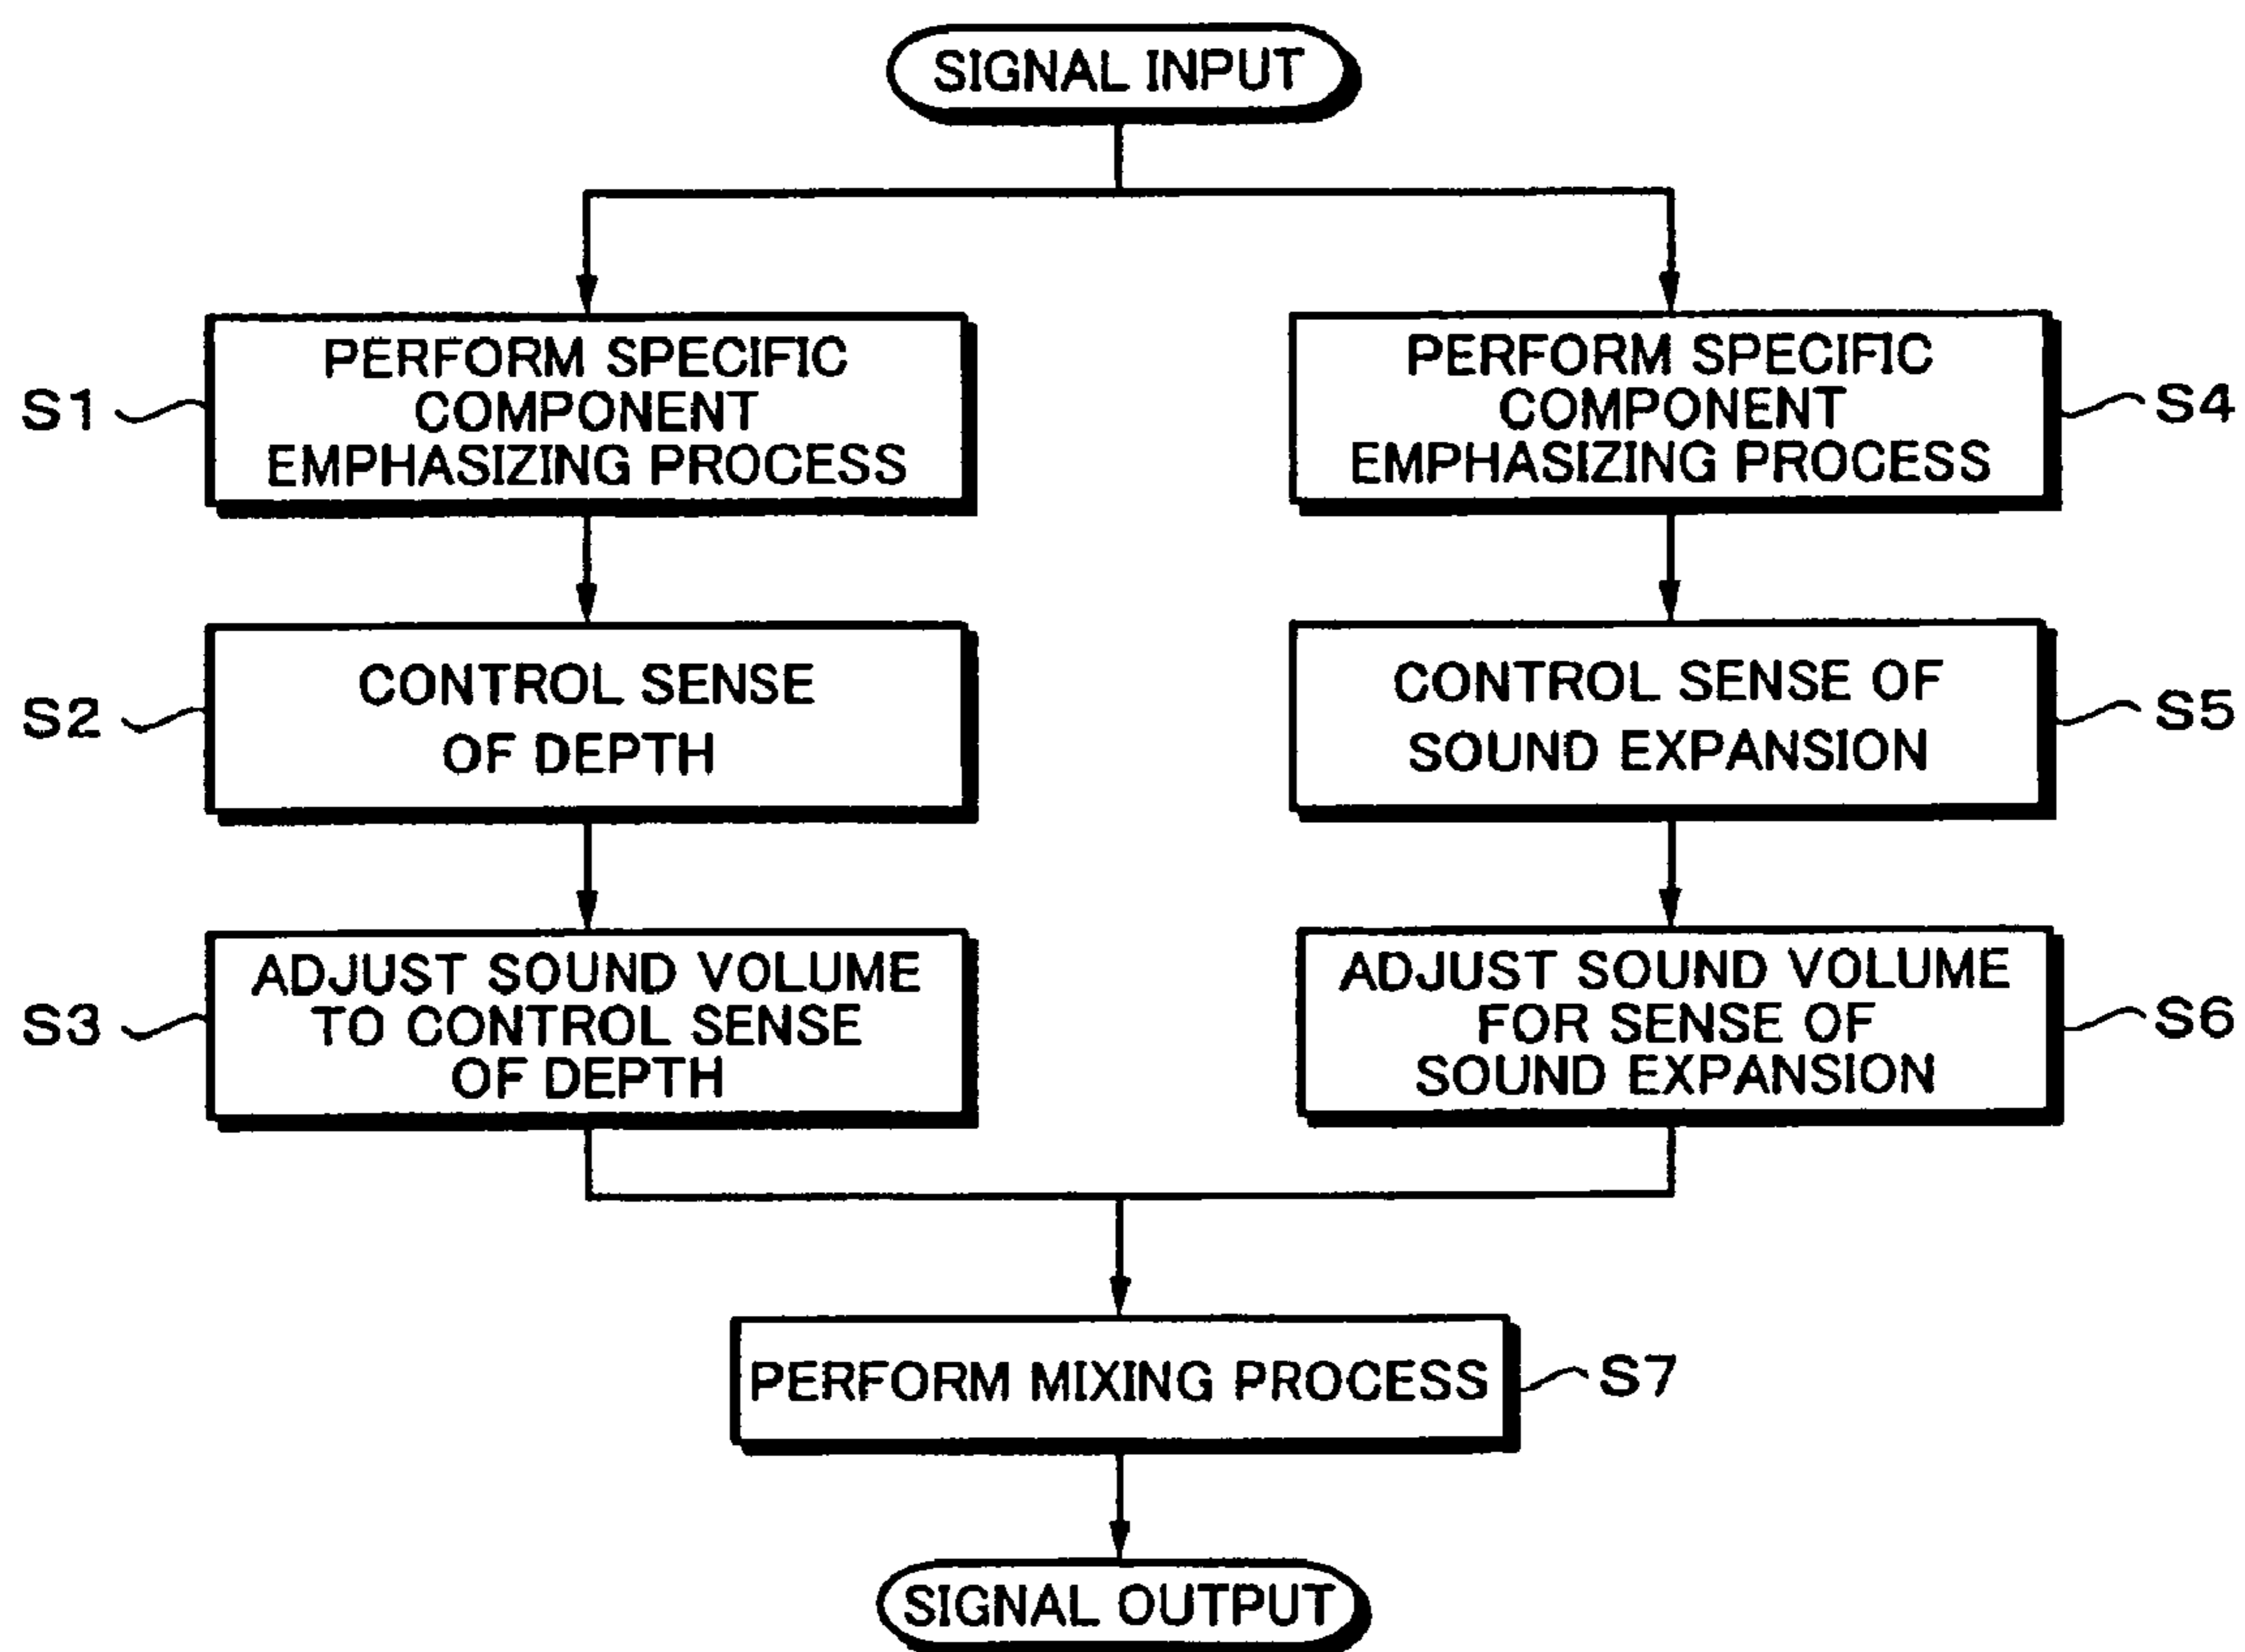 SIGNAL INPUT
S1
PERFORM SPECIFIC
COMPONENT
EMPHASIZING PROCESS
S2
CONTROL SENSE
OF DEPTH
S3
ADJUST SOUND VOLUME
TO CONTROL SENSE
OF DEPTH
PERFORM SPECIFIC
COMPONENT
EMPHASIZING PROCESS
S4
CONTROL SENSE OF
SOUND EXPANSION
S5
ADJUST SOUND VOLUME
FOR SENSE OF
SOUND EXPANSION
S6
PERFORM MIXING PROCESS
S7
SIGNAL OUTPUT